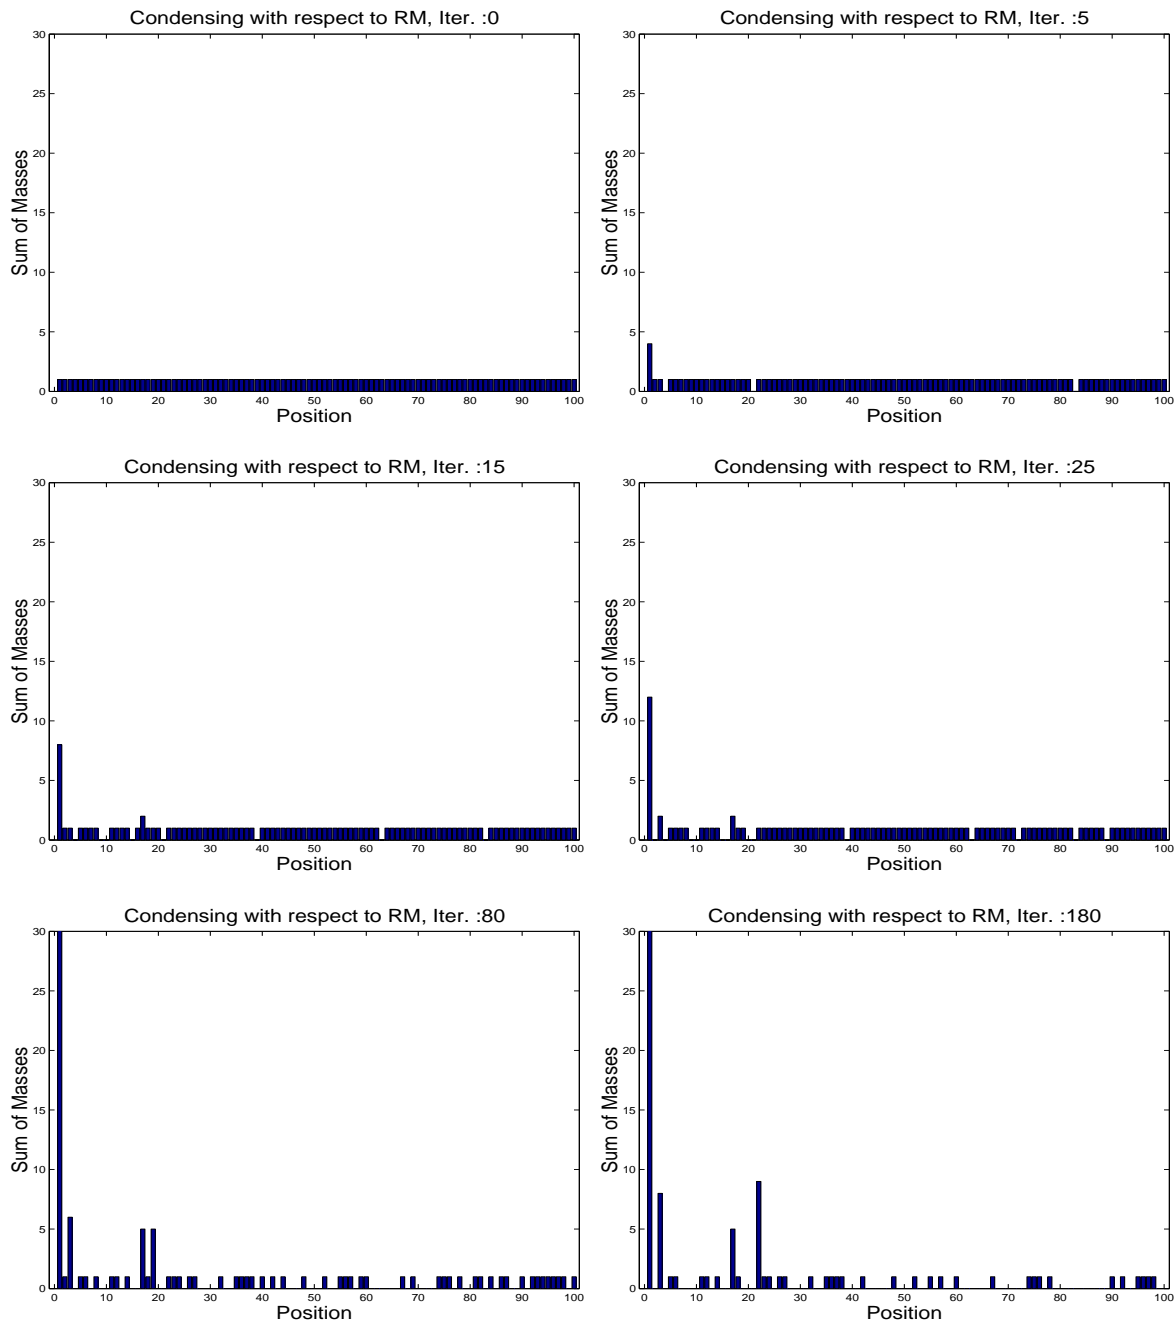 Condensing with respect to RM, Iter. :0
30
25
20
15
10
5
0
Sum of Masses
0 10 20 30 40 50 60 70 80 90 100
Position
Condensing with respect to RM, Iter. :5
30
25
20
15
10
5
0
Sum of Masses
0 10 20 30 40 50 60 70 80 90 100
Position
Condensing with respect to RM, Iter. :15
30
25
20
15
10
5
0
Sum of Masses
0 10 20 30 40 50 60 70 80 90 100
Position
Condensing with respect to RM, Iter. :25
30
25
20
15
10
5
0
Sum of Masses
0 10 20 30 40 50 60 70 80 90 100
Position
Condensing with respect to RM, Iter. :80
30
25
20
15
10
5
0
Sum of Masses
0 10 20 30 40 50 60 70 80 90 100
Position
Condensing with respect to RM, Iter. :180
30
25
20
15
10
5
0
Sum of Masses
0 10 20 30 40 50 60 70 80 90 100
Position